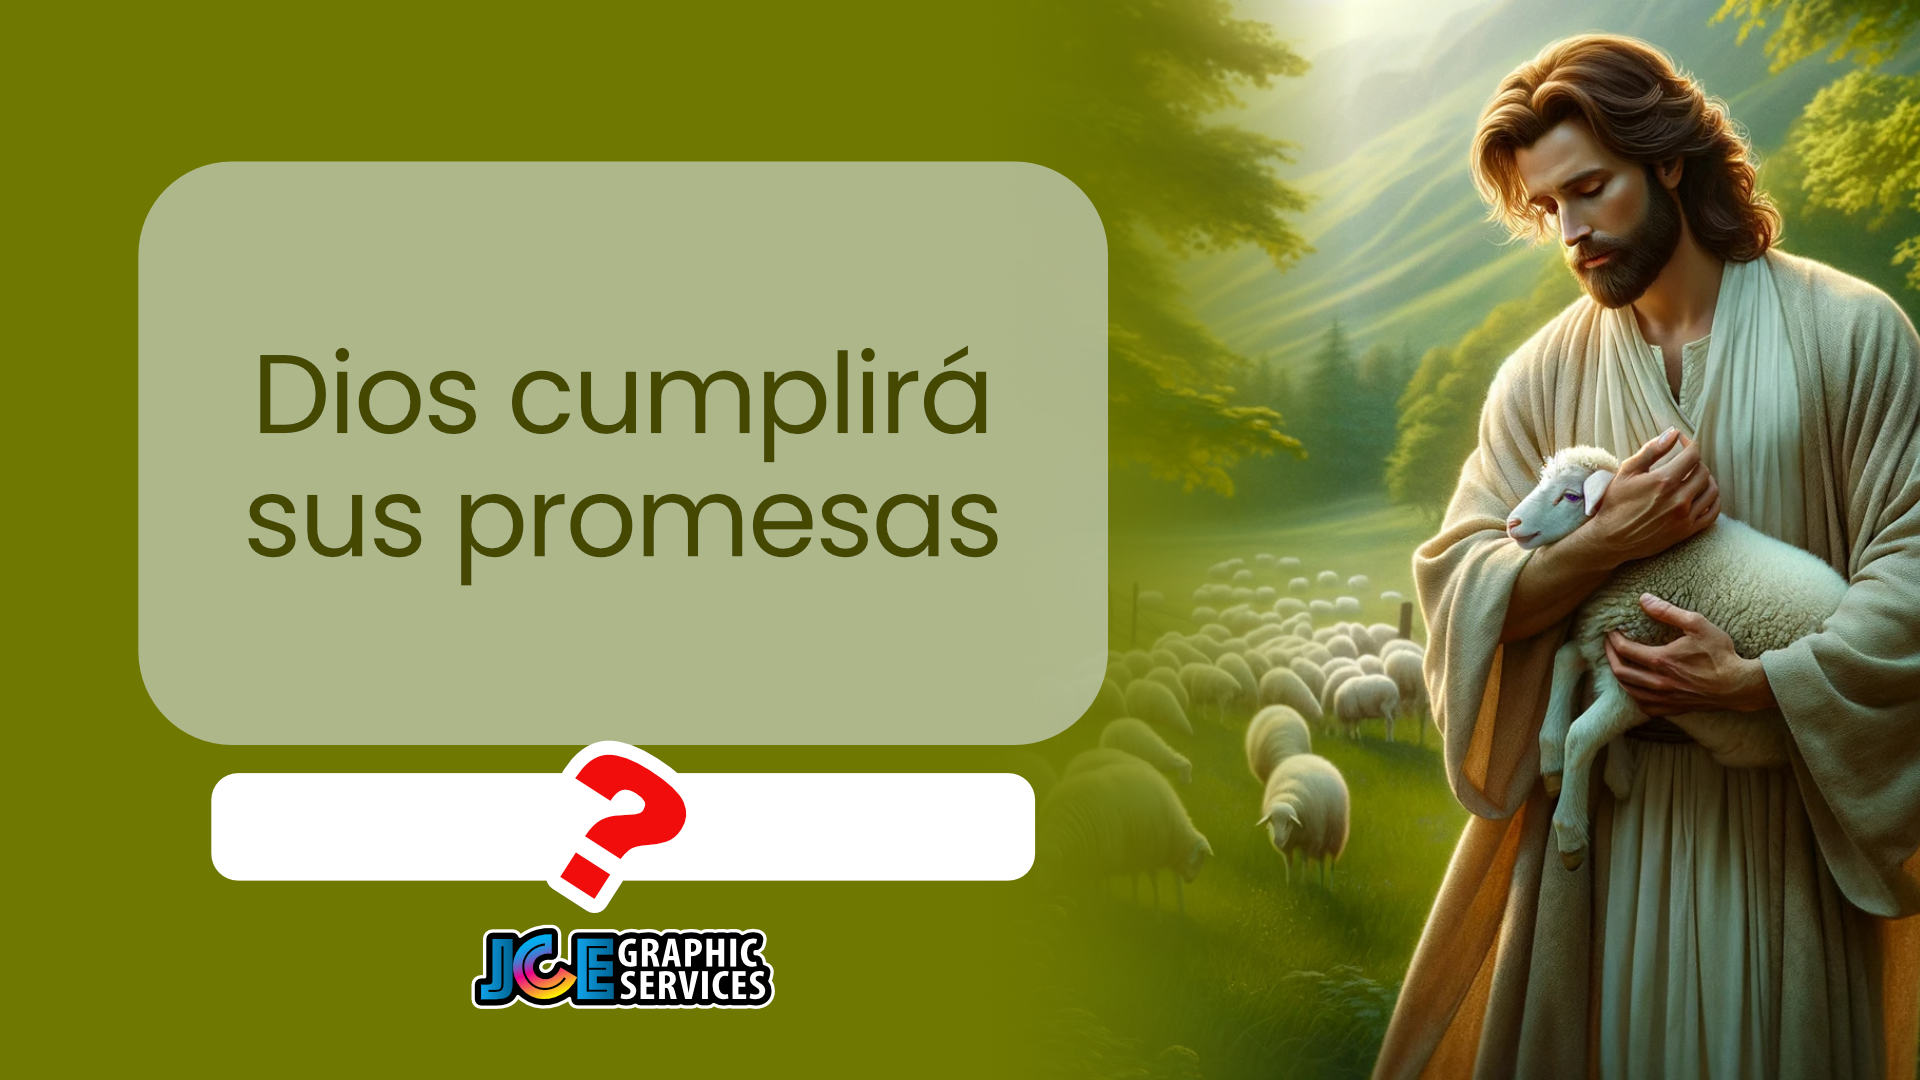 Dios cumplirá
sus promesas
?
JCE GRAPHIC
SERVICES